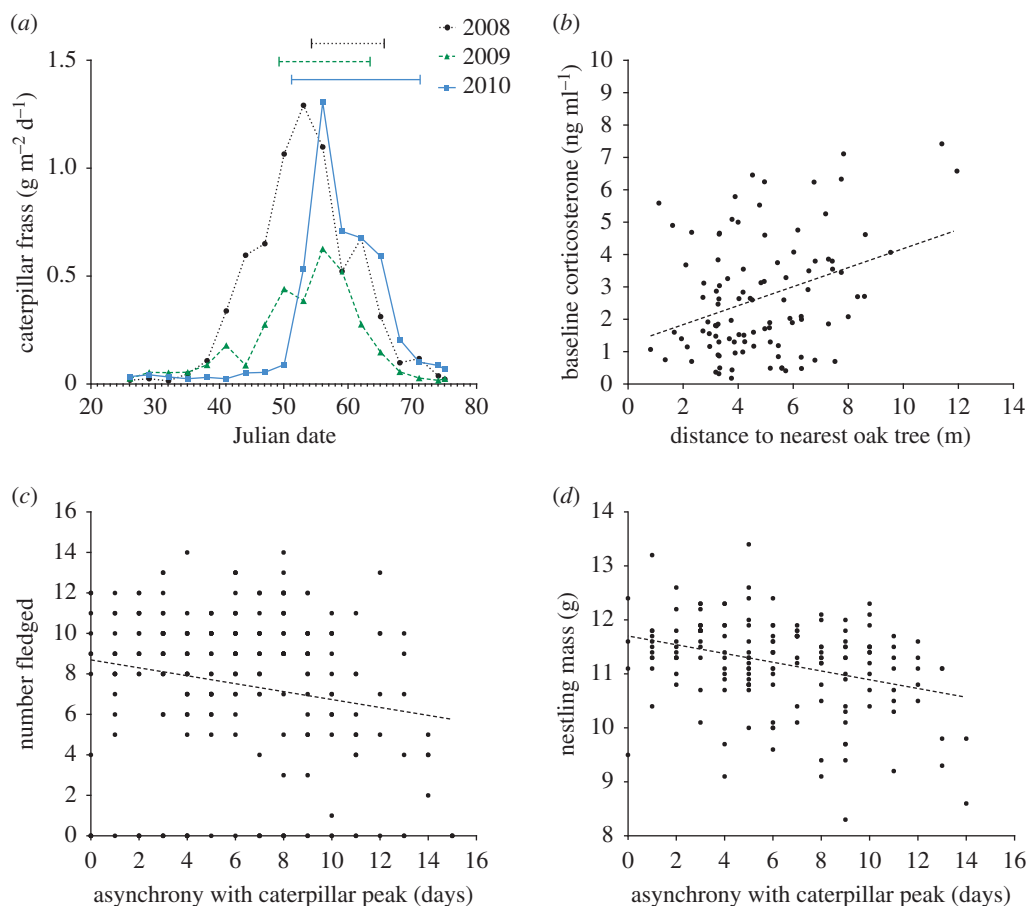 (a)
2008
2009
2010
1.5
1.0
0.5
0
caterpillar frass (g m⁻² d⁻¹)
20 30 40 50 60 70 80
Julian date
(b)
10
9
8
7
6
5
4
3
2
1
0
baseline corticosterone (ng ml⁻¹)
0 2 4 6 8 10 12 14
distance to nearest oak tree (m)
(c)
16
14
12
10
8
6
4
2
0
number fledged
0 2 4 6 8 10 12 14 16
asynchrony with caterpillar peak (days)
(d)
14
13
12
11
10
9
8
nestling mass (g)
0 2 4 6 8 10 12 14 16
asynchrony with caterpillar peak (days)